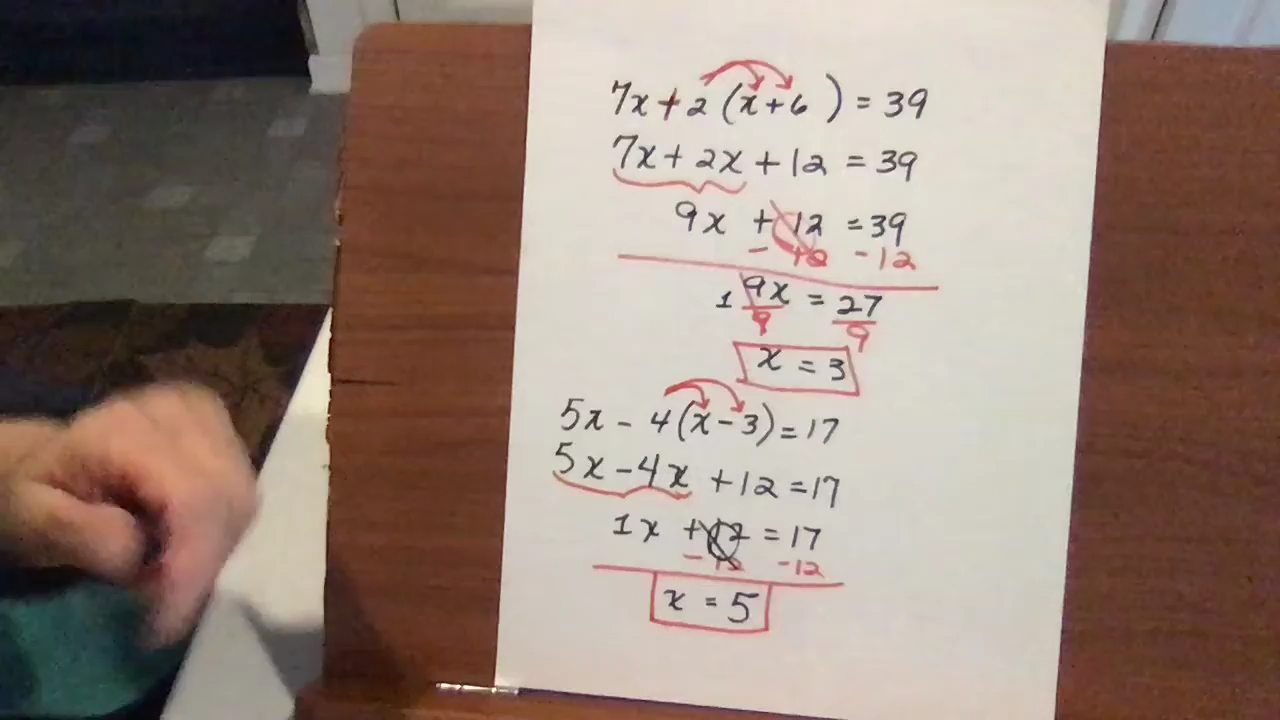 7x + 2 (x + 6) = 39
7x + 2x + 12 = 39
9x + 12 = 39
- 12 - 12
1 9x = 27
9 9
x = 3
5x - 4(x - 3) = 17
5x - 4x + 12 = 17
1x + 12 = 17
- 12 - 12
x = 5